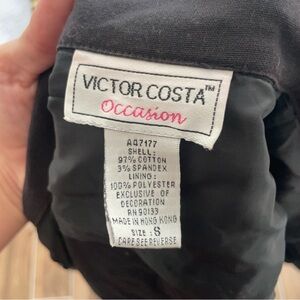 VICTOR COSTA™
Occasion
A47177
SHELL:
97% COTTON
3% SPANDEX
LINING:
100% POLYESTER
EXCLUSIVE OF
DECORATION
RN 90133
MADE IN HONG KONG
SIZE: S
CARE SEE REVERSE